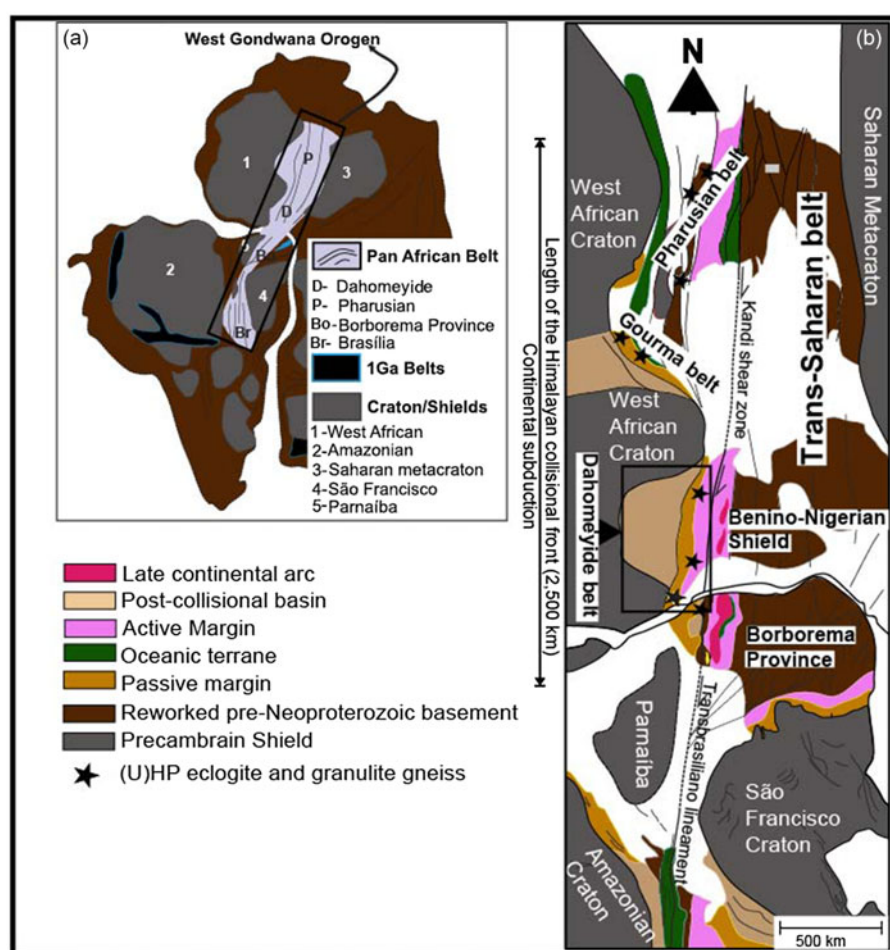 (a)
West Gondwana Orogen
1
P
3
D
2
5
B
4
Br
Pan African Belt
D- Dahomeyide
P- Pharusian
Bo-Borborema Province
Br- Brasília
1Ga Belts
Craton/Shields
1-West African
2-Amazonian
3-Saharan metacraton
4-São Francisco
5-Parnaíba
Late continental arc
Post-collisional basin
Active Margin
Oceanic terrane
Passive margin
Reworked pre-Neoproterozoic basement
Precambrain Shield
(U)HP eclogite and granulite gneiss
Length of the Himalayan collisional front (2,500 km)
Continental subduction
(b)
N
West
African
Craton
Saharan Metacraton
Pharusian belt
Trans-Saharan belt
Gourma belt
Kandi shear zone
West
African
Craton
Dahomeyide belt
Benino-Nigerian
Shield
Borborema
Province
Parnaíba
Transbrasiliano lineament
São
Francisco
Craton
Amazonian
Craton
500 km